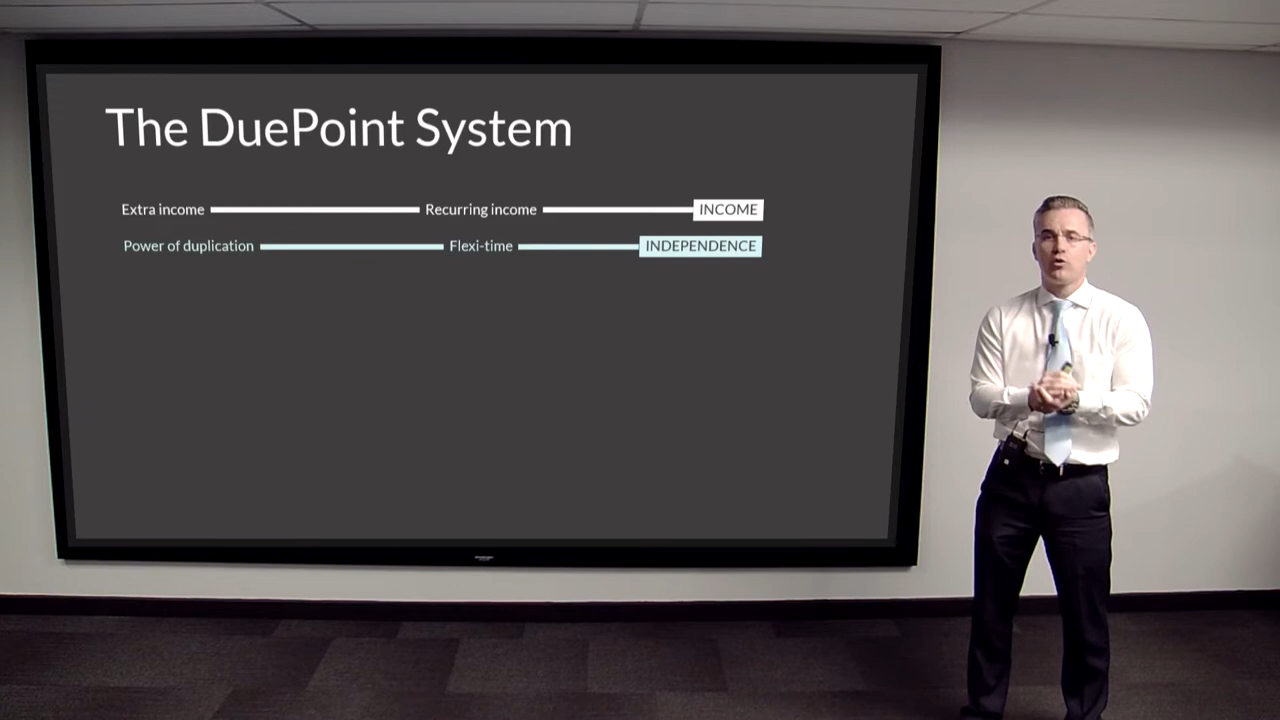 The DuePoint System
Extra income Recurring income INCOME
Power of duplication Flexi-time INDEPENDENCE